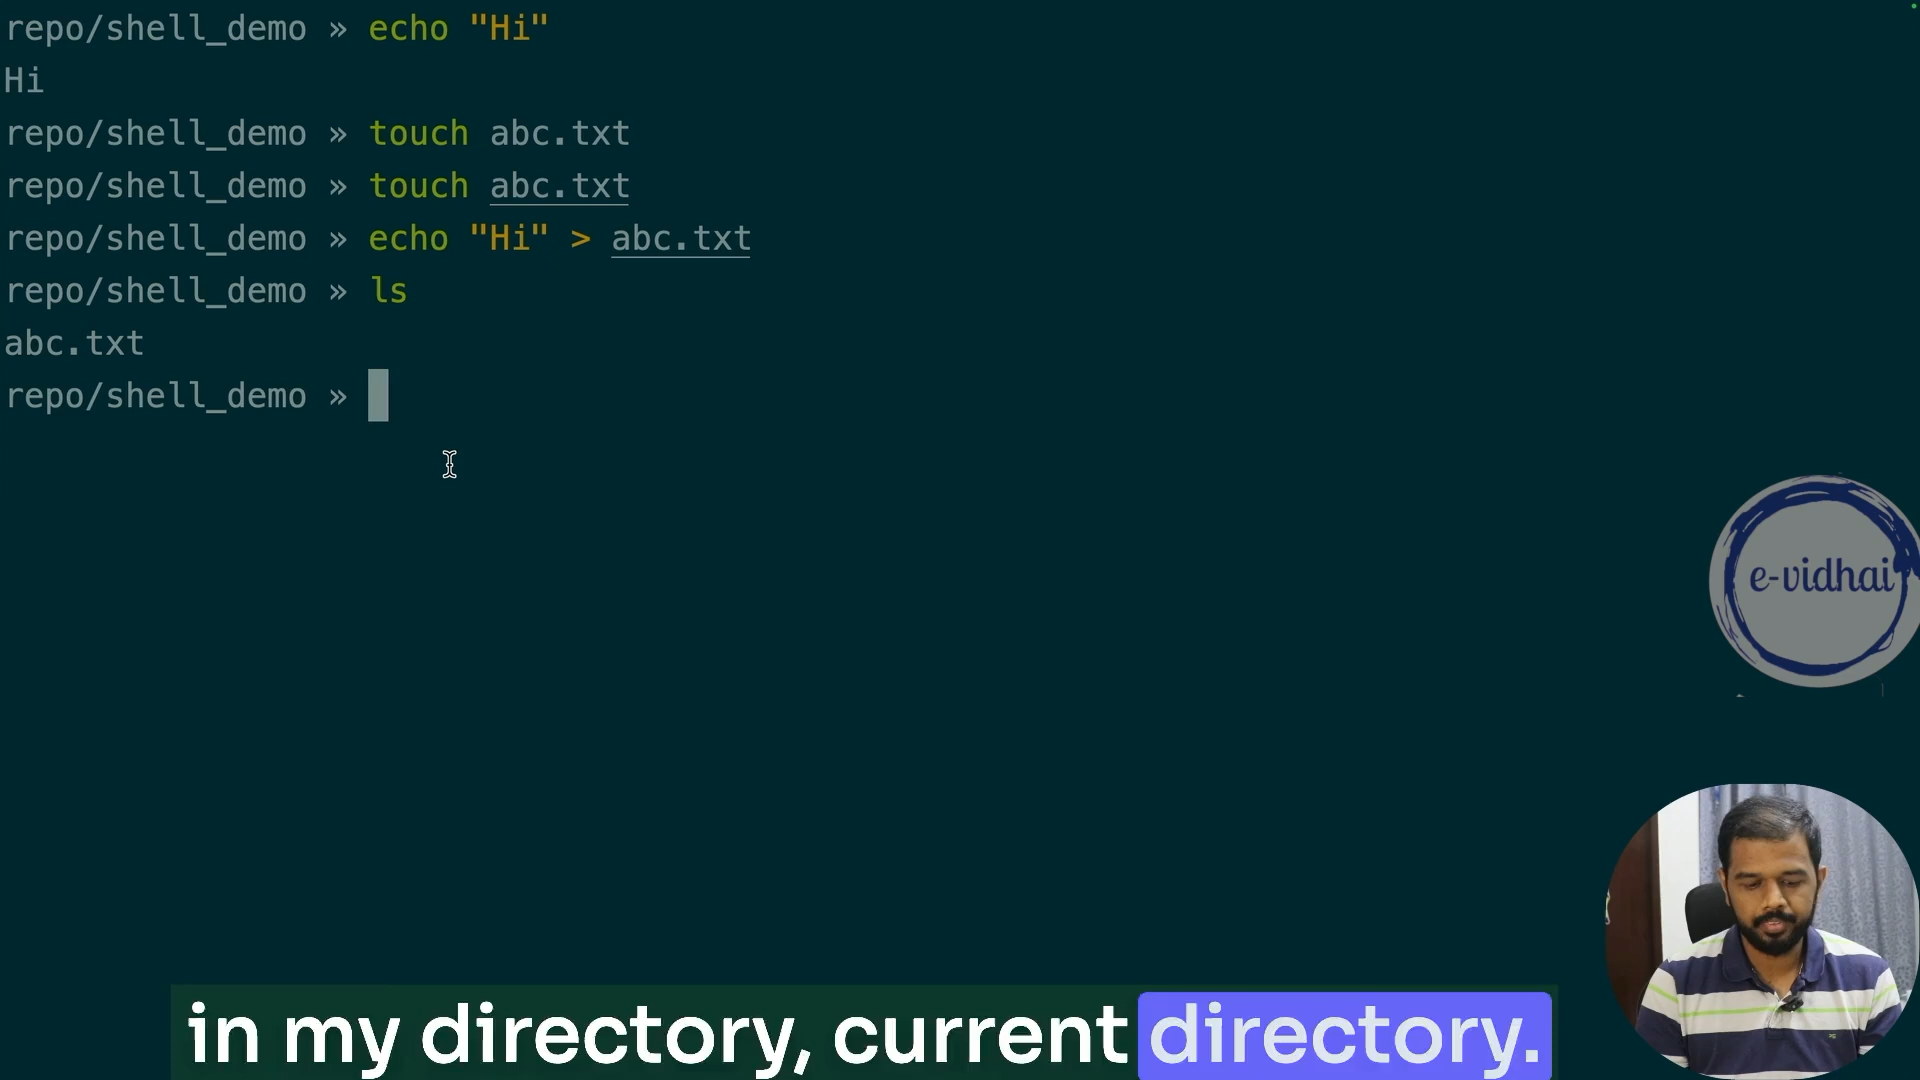 repo/shell_demo » echo "Hi"
Hi
repo/shell_demo » touch abc.txt
repo/shell_demo » touch abc.txt
repo/shell_demo » echo "Hi" > abc.txt
repo/shell_demo » ls
abc.txt
repo/shell_demo »
e-vidhai
in my directory, current directory.